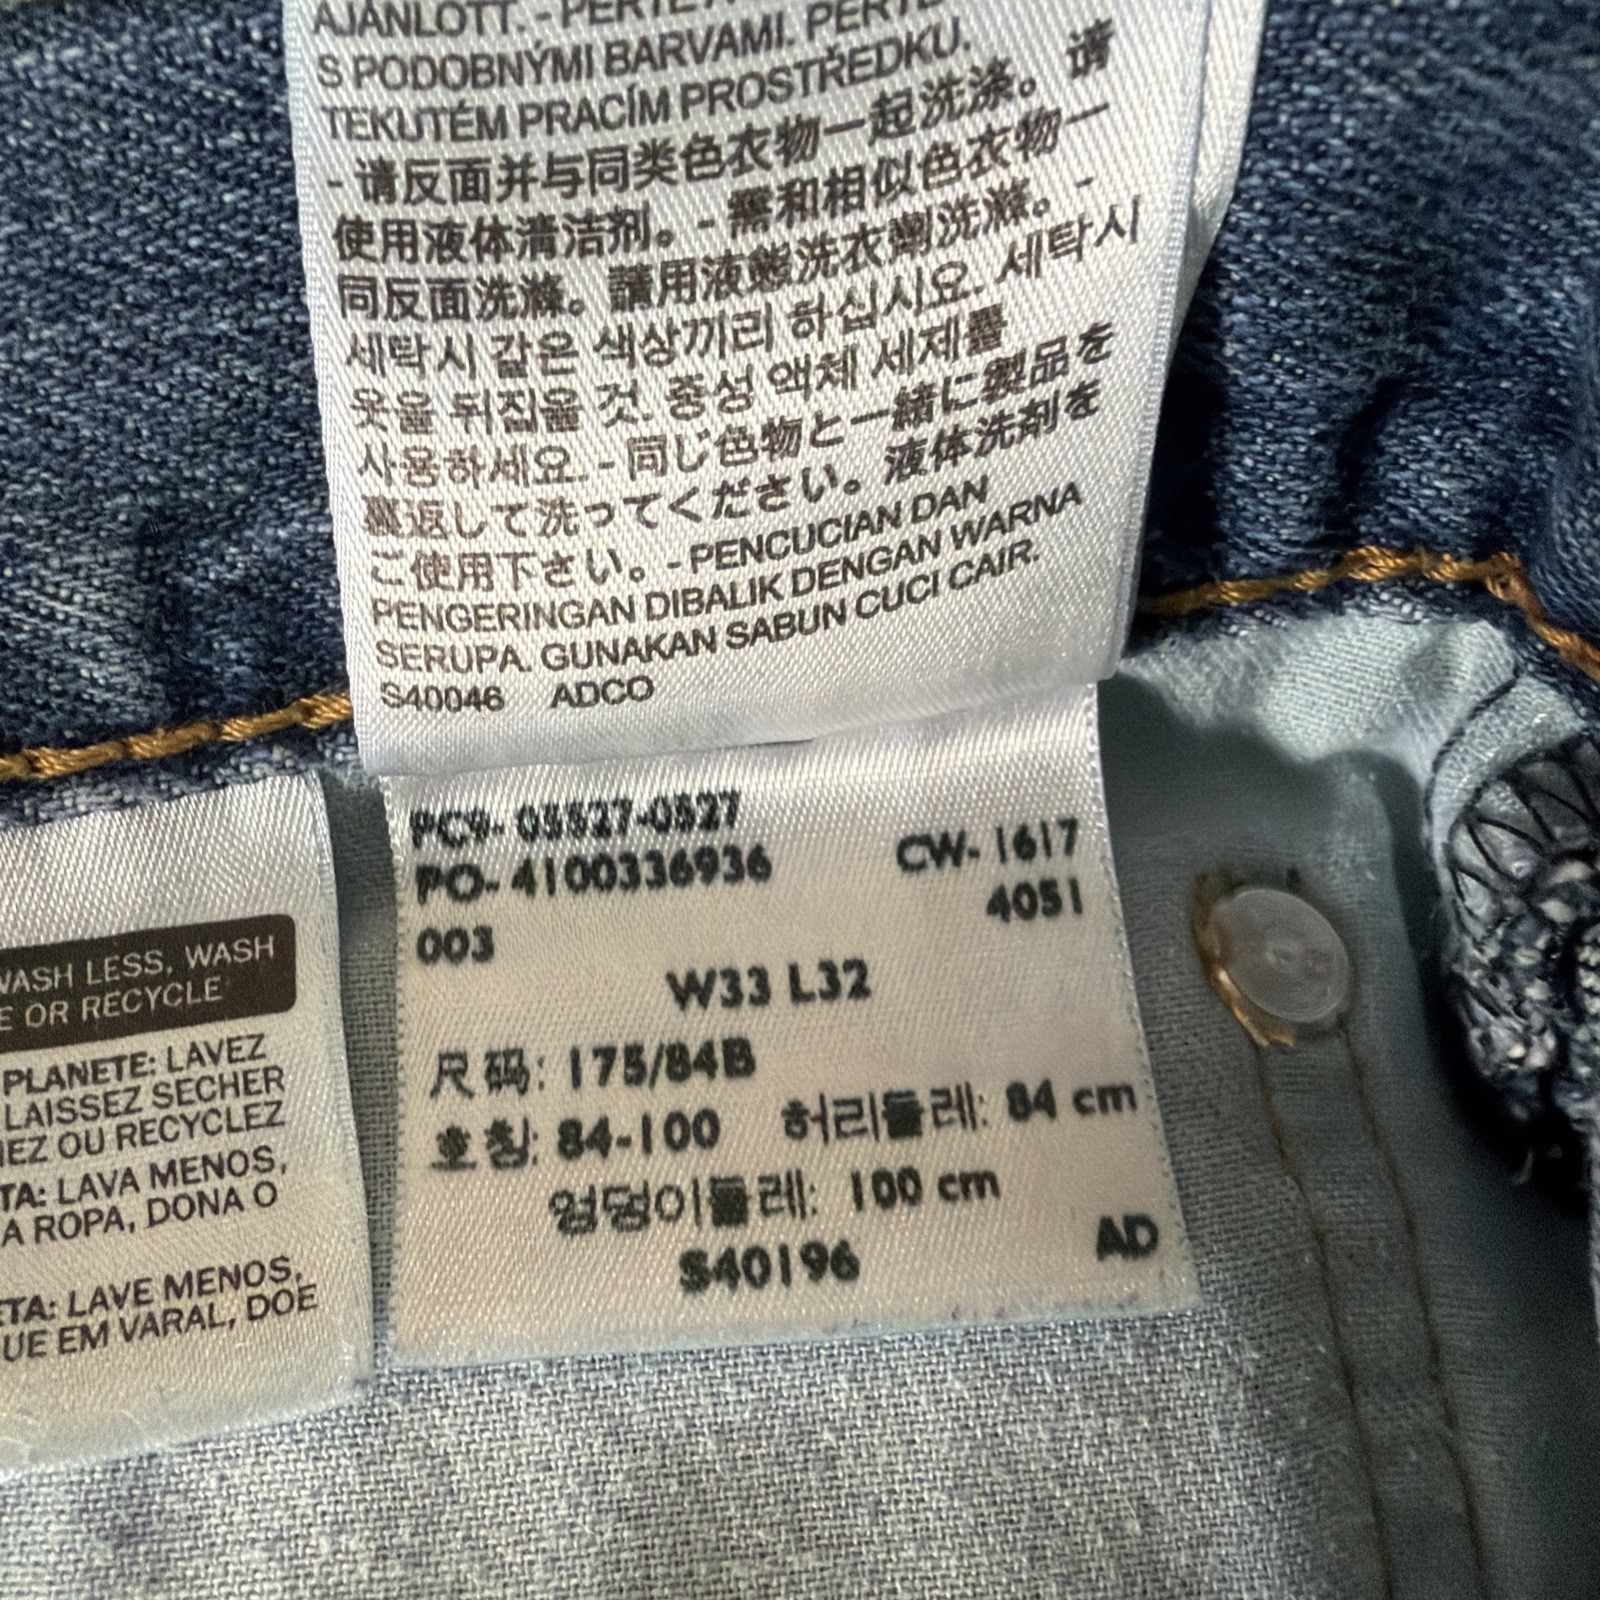 AJÁNLOTT. - PERTE
S PODOBNÝMI BARVAMI. PERTE
TEKUTÉM PRACÍM PROSTŘEDKU.
- 请反面并与同类色衣物一起洗涤。请
使用液体清洁剂。- 需和相似色衣物一
同反面洗滌。請用液態洗衣劑洗滌。-
세탁시 같은 색상끼리 하십시요. 세탁시
옷을 뒤집을 것. 중성 액체 세제를
사용하세요. - 同じ色物と一緒に製品を
裏返して洗ってください。液体洗剤を
ご使用下さい。- PENCUCIAN DAN
PENGERINGAN DIBALIK DENGAN WARNA
SERUPA. GUNAKAN SABUN CUCI CAIR.
S40046 ADCO
PC9- 05527-0527
PO- 4100336936 CW- 1617
003 4051
W33 L32
尺码: 175/84B
호칭: 84-100 허리둘레: 84 cm
엉덩이둘레: 100 cm
S40196 AD
WASH LESS, WASH
E OR RECYCLE
PLANETE: LAVEZ
LAISSEZ SECHER
NEZ OU RECYCLEZ
TA: LAVA MENOS,
A ROPA, DONA O
ETA: LAVE MENOS,
UE EM VARAL, DOE